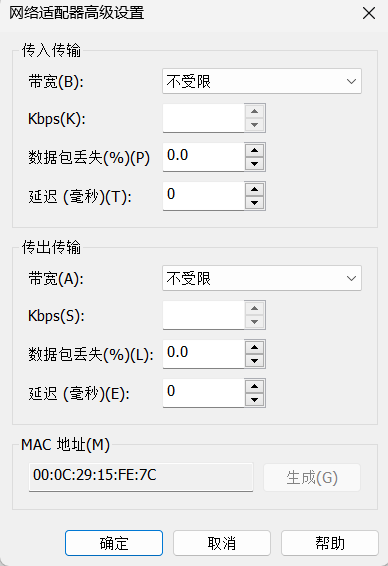 网络适配器高级设置
传入传输
带宽(B): 不受限
Kbps(K):
数据包丢失(%)(P) 0.0
延迟 (毫秒)(T): 0
传出传输
带宽(A): 不受限
Kbps(S):
数据包丢失(%)(L): 0.0
延迟 (毫秒)(E): 0
MAC 地址(M)
00:0C:29:15:FE:7C 生成(G)
确定 取消 帮助